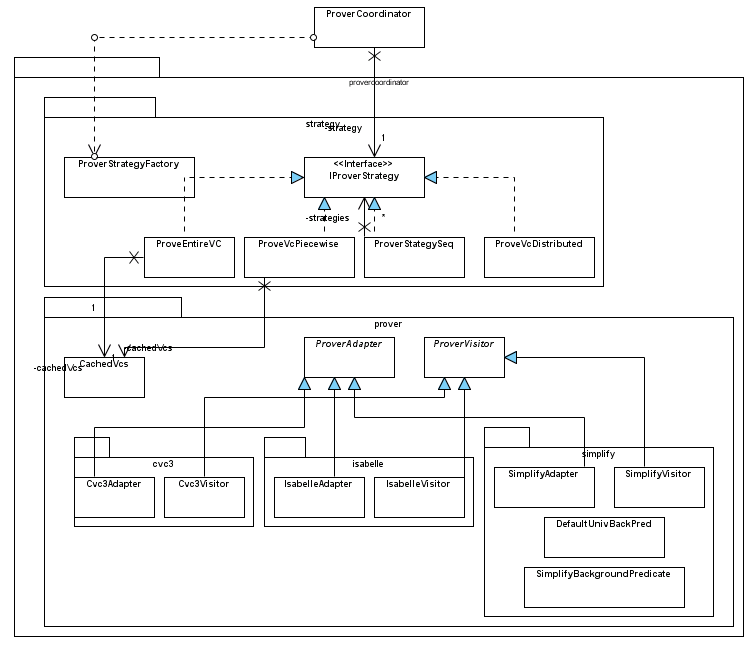 ProverCoordinator
provercoordinator
strategy
-strategy
1
ProverStrategyFactory
<<Interface>>
IProverStrategy
-strategies
*
ProveEntireVC
ProveVcPiecewise
ProverStategySeq
ProveVcDistributed
1
prover
-cachedVcs
1
-cachedVcs
CachedVcs
ProverAdapter
ProverVisitor
cvc3
Cvc3Adapter
Cvc3Visitor
isabelle
IsabelleAdapter
IsabelleVisitor
simplify
SimplifyAdapter
SimplifyVisitor
DefaultUnivBackPred
SimplifyBackgroundPredicate